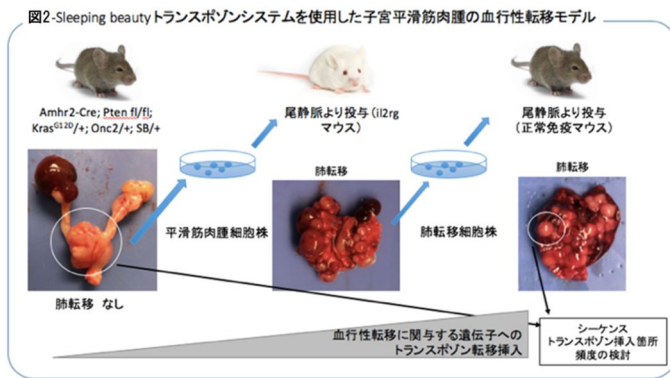 図2-Sleeping beauty トランスポゾンシステムを使用した子宮平滑筋肉腫の血行性転移モデル
Amhr2-Cre; Pten fl/fl;
KrasG12D/+; Onc2/+; SB/+
尾静脈より投与(il2rg
マウス)
尾静脈より投与
(正常免疫マウス)
肺転移
肺転移
平滑筋肉腫細胞株
肺転移細胞株
肺転移 なし
血行性転移に関与する遺伝子への
トランスポゾン転移挿入
シーケンス
トランスポゾン挿入箇所
頻度の検討